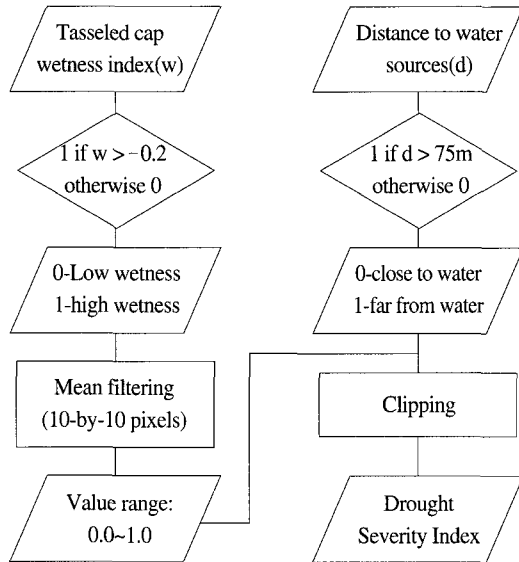 Tasseled cap
wetness index(w)
1 if w > −0.2
otherwise 0
0-Low wetness
1-high wetness
Mean filtering
(10-by-10 pixels)
Value range:
0.0~1.0
Distance to water
sources(d)
1 if d > 75m
otherwise 0
0-close to water
1-far from water
Clipping
Drought
Severity Index